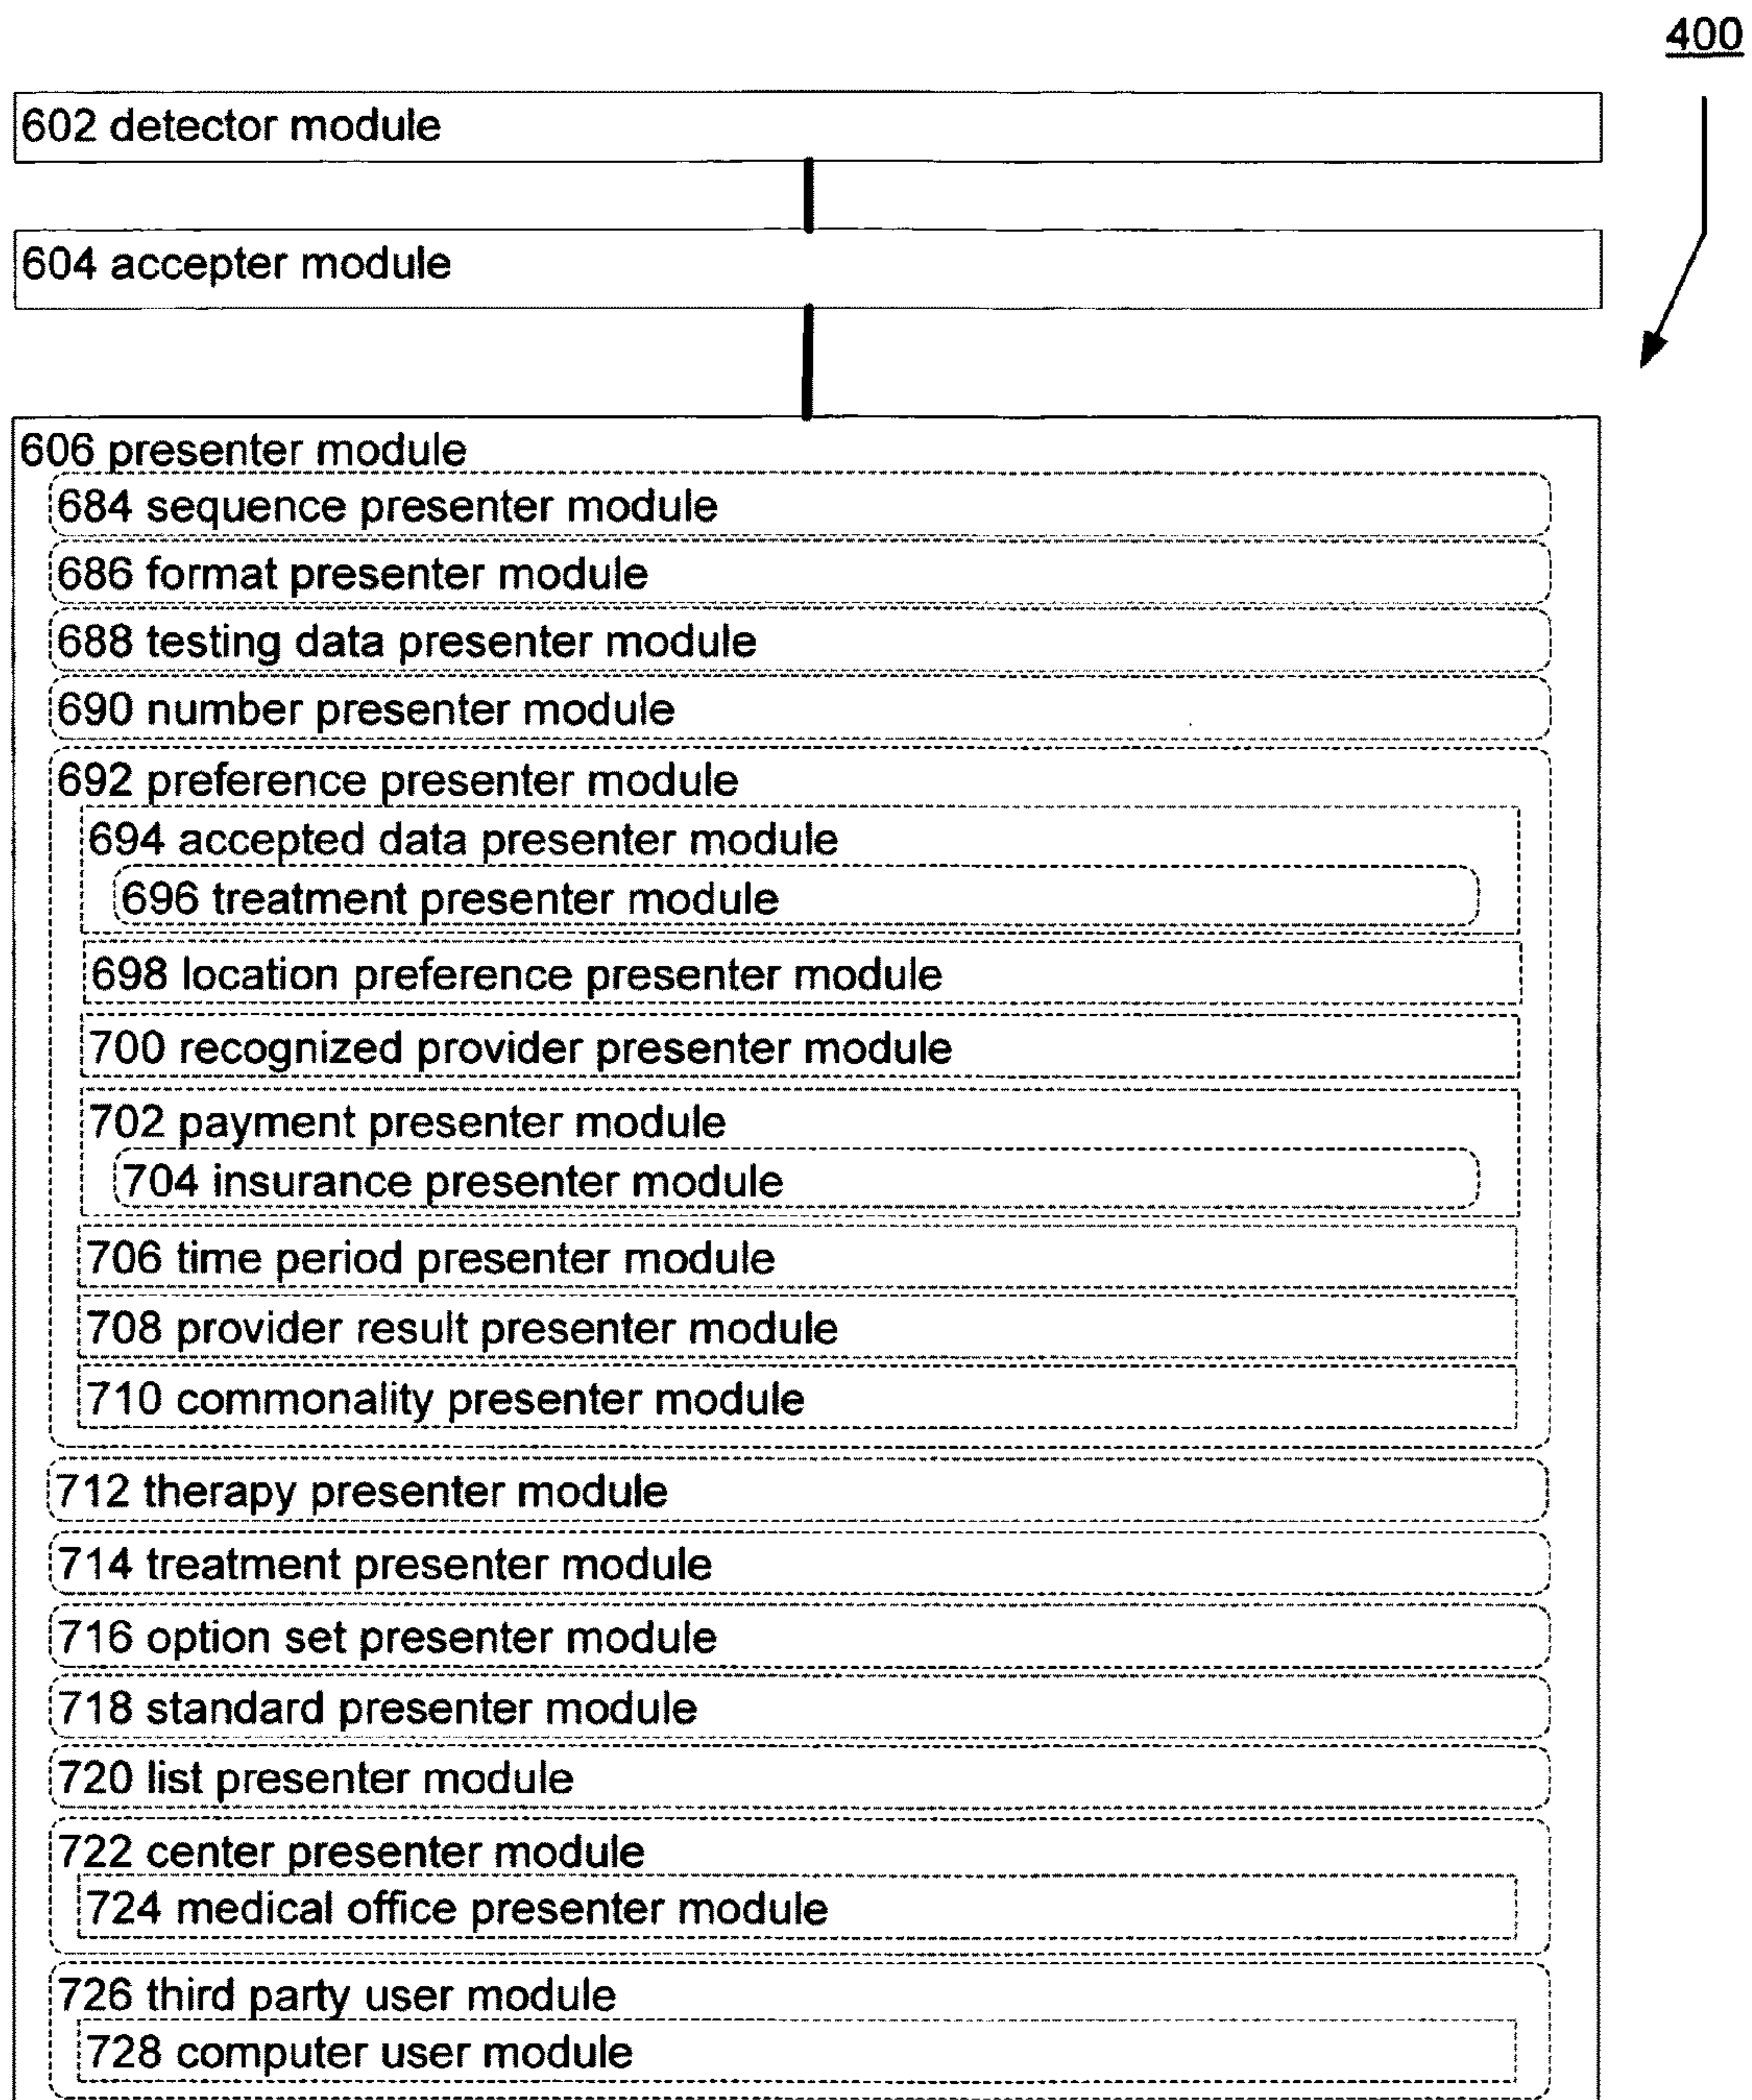 400
602 detector module
604 accepter module
606 presenter module
684 sequence presenter module
686 format presenter module
688 testing data presenter module
690 number presenter module
692 preference presenter module
694 accepted data presenter module
696 treatment presenter module
698 location preference presenter module
700 recognized provider presenter module
702 payment presenter module
704 insurance presenter module
706 time period presenter module
708 provider result presenter module
710 commonality presenter module
712 therapy presenter module
714 treatment presenter module
716 option set presenter module
718 standard presenter module
720 list presenter module
722 center presenter module
724 medical office presenter module
726 third party user module
728 computer user module